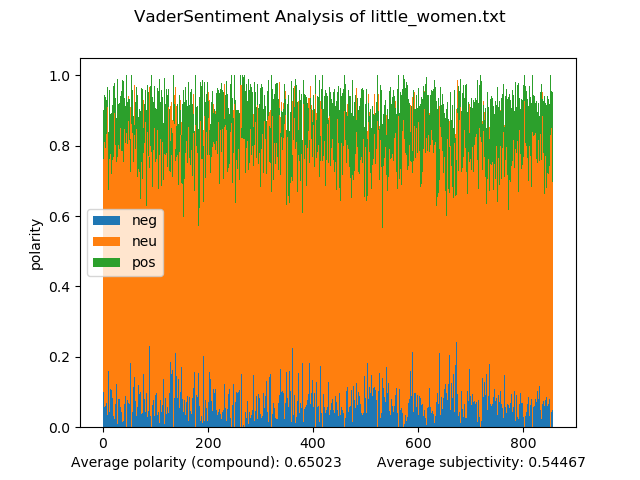 VaderSentiment Analysis of little_women.txt
1.0
0.8
0.6
0.4
0.2
0.0
polarity
neg
neu
pos
0 200 400 600 800
Average polarity (compound): 0.65023 Average subjectivity: 0.54467